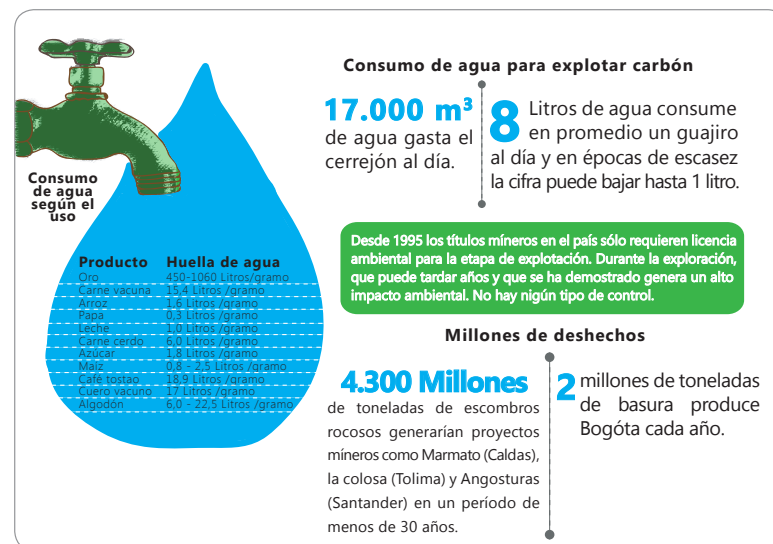 Consumo
de agua
según el
uso
Producto Huella de agua
Oro 450-1060 Litros/gramo
Carne vacuna 15,4 Litros /gramo
Arroz 1,6 Litros /gramo
Papa 0,3 Litros /gramo
Leche 1,0 Litros /gramo
Carne cerdo 6,0 Litros /gramo
Azúcar 1,8 Litros /gramo
Maíz 0,8 - 2,5 Litros /gramo
Café tostao 18,9 Litros /gramo
Cuero vacuno 17 Litros /gramo
Algodón 6,0 - 22,5 Litros /gramo
Consumo de agua para explotar carbón
17.000 m³
de agua gasta el
cerrejón al día.
8 Litros de agua consume
en promedio un guajiro
al día y en épocas de escasez
la cifra puede bajar hasta 1 litro.
Desde 1995 los títulos míneros en el país sólo requieren licencia
ambiental para la etapa de explotación. Durante la exploración,
que puede tardar años y que se ha demostrado genera un alto
impacto ambiental. No hay nigún tipo de control.
Millones de deshechos
4.300 Millones
de toneladas de escombros
rocosos generarían proyectos
míneros como Marmato (Caldas),
la colosa (Tolima) y Angosturas
(Santander) en un período de
menos de 30 años.
2 millones de toneladas
de basura produce
Bogóta cada año.